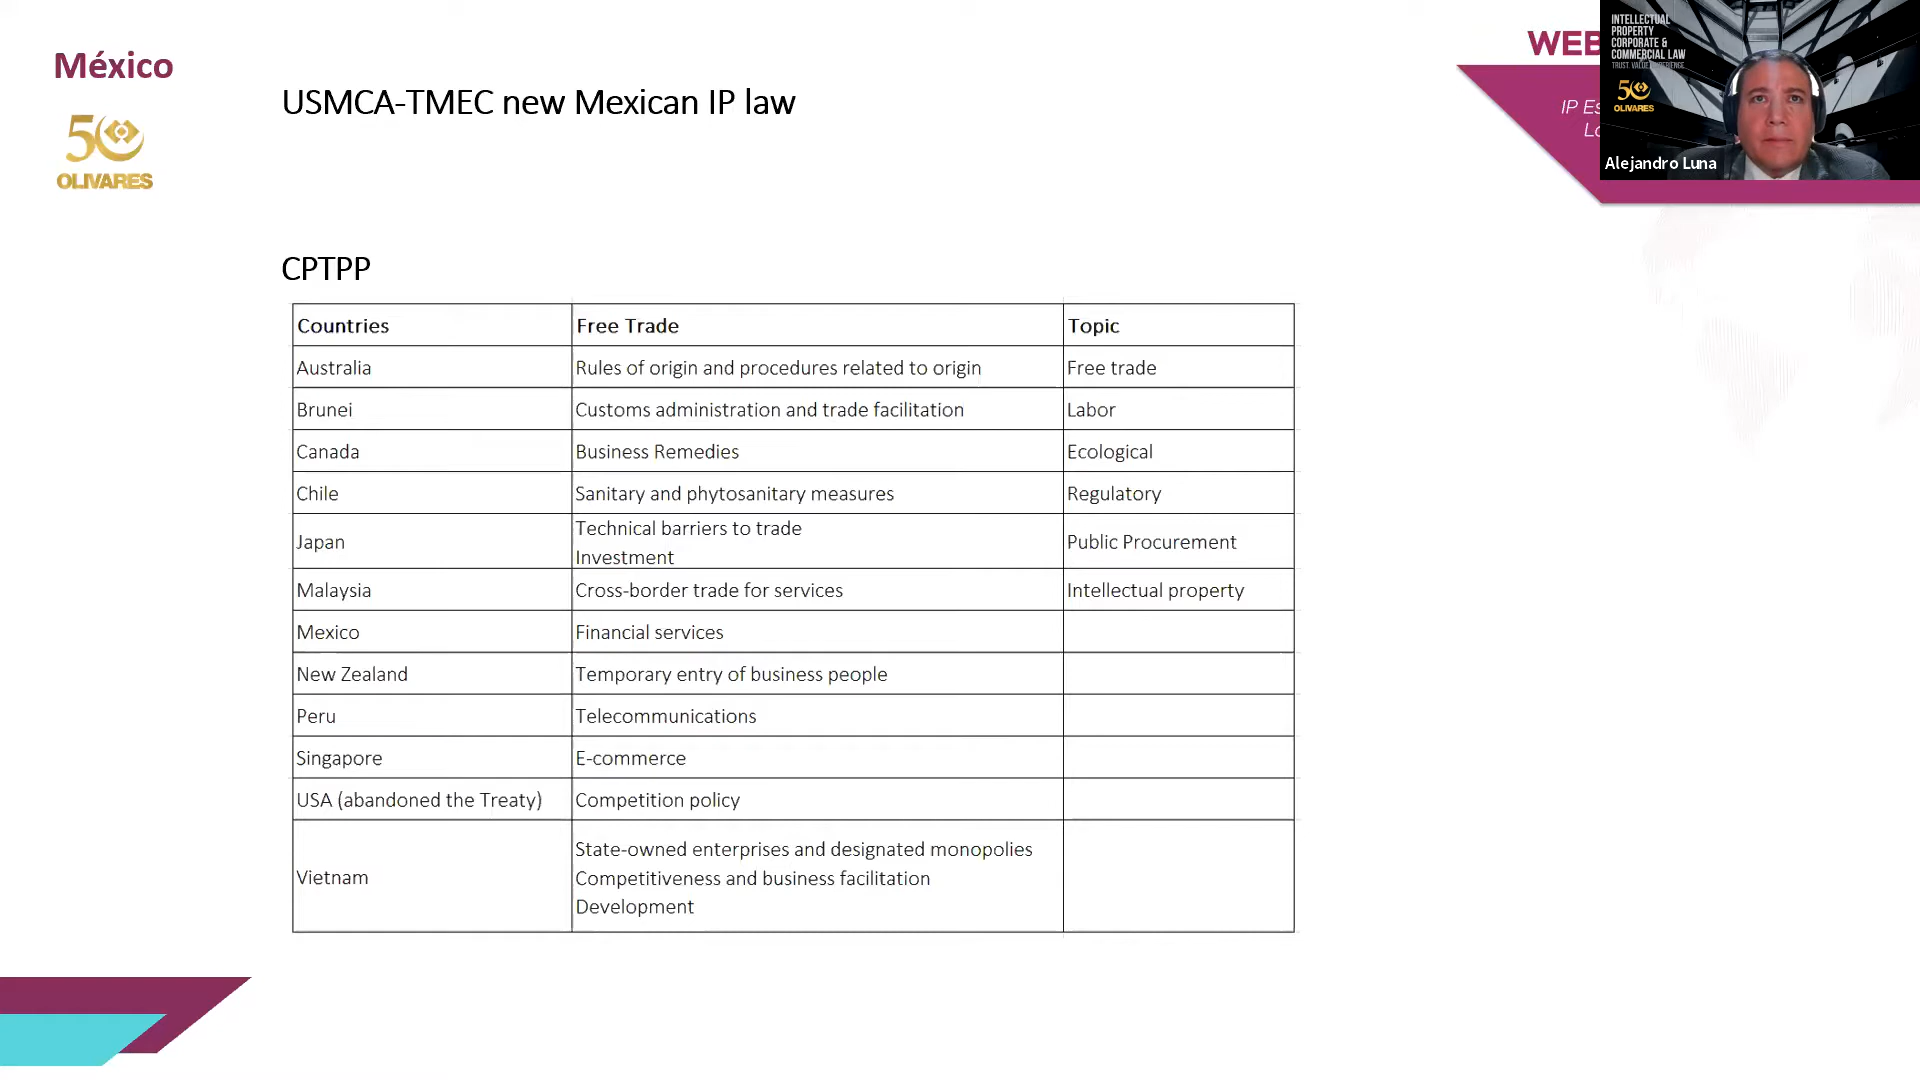 México
50
OLIVARES
USMCA-TMEC new Mexican IP law
WEB
IP Es
INTELLECTUAL
PROPERTY
CORPORATE &
COMMERCIAL LAW
TRUST. VALUE. EXPERIENCE
50
OLIVARES
Alejandro Luna
CPTPP
Countries Free Trade Topic
Australia Rules of origin and procedures related to origin Free trade
Brunei Customs administration and trade facilitation Labor
Canada Business Remedies Ecological
Chile Sanitary and phytosanitary measures Regulatory
Japan Technical barriers to trade Public Procurement
Investment
Malaysia Cross-border trade for services Intellectual property
Mexico Financial services
New Zealand Temporary entry of business people
Peru Telecommunications
Singapore E-commerce
USA (abandoned the Treaty) Competition policy
State-owned enterprises and designated monopolies
Vietnam Competitiveness and business facilitation
Development